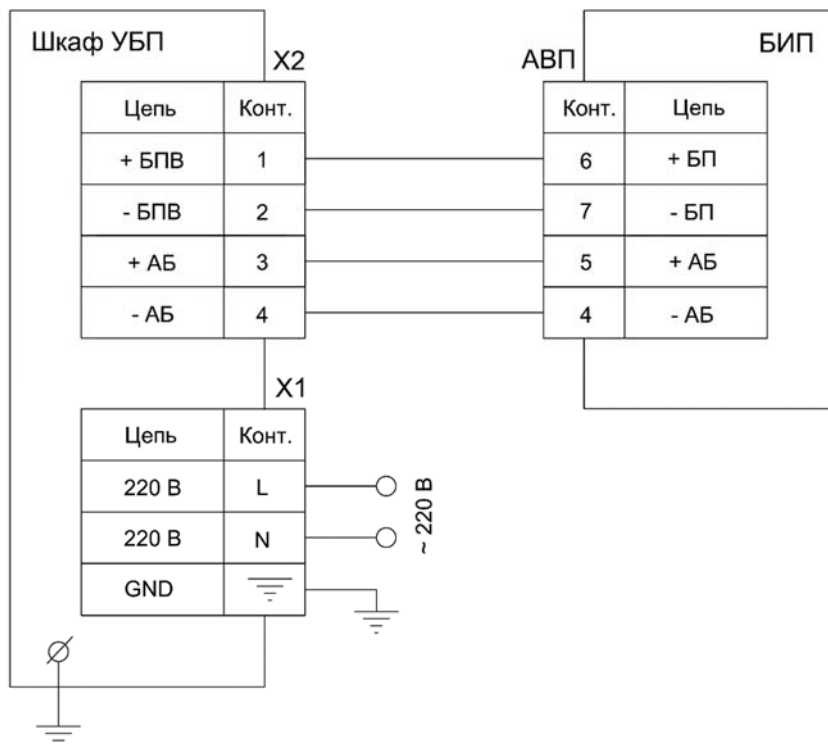 Шкаф УБП
X2
Цепь Конт.
+ БПВ 1
- БПВ 2
+ АБ 3
- АБ 4
АВП
БИП
Конт. Цепь
6 + БП
7 - БП
5 + АБ
4 - АБ
X1
Цепь Конт.
220 В L
220 В N
GND
~ 220 В